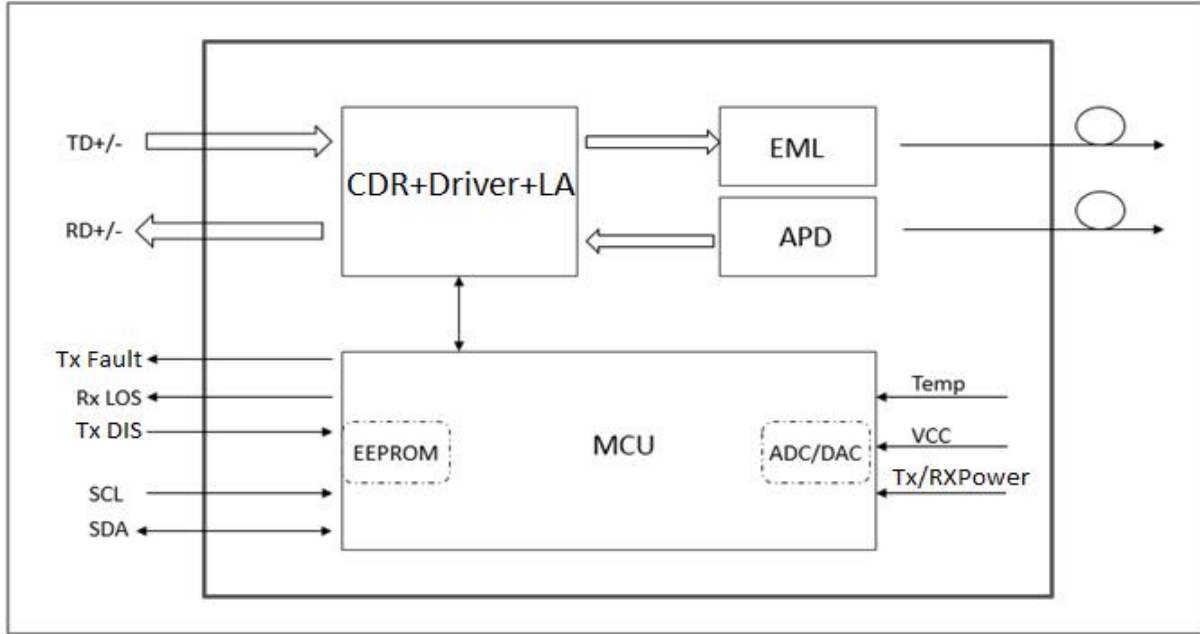 TD+/-
RD+/-
CDR+Driver+LA
EML
APD
Tx Fault
Rx LOS
Tx DIS
SCL
SDA
EEPROM
MCU
ADC/DAC
Temp
VCC
Tx/RXPower